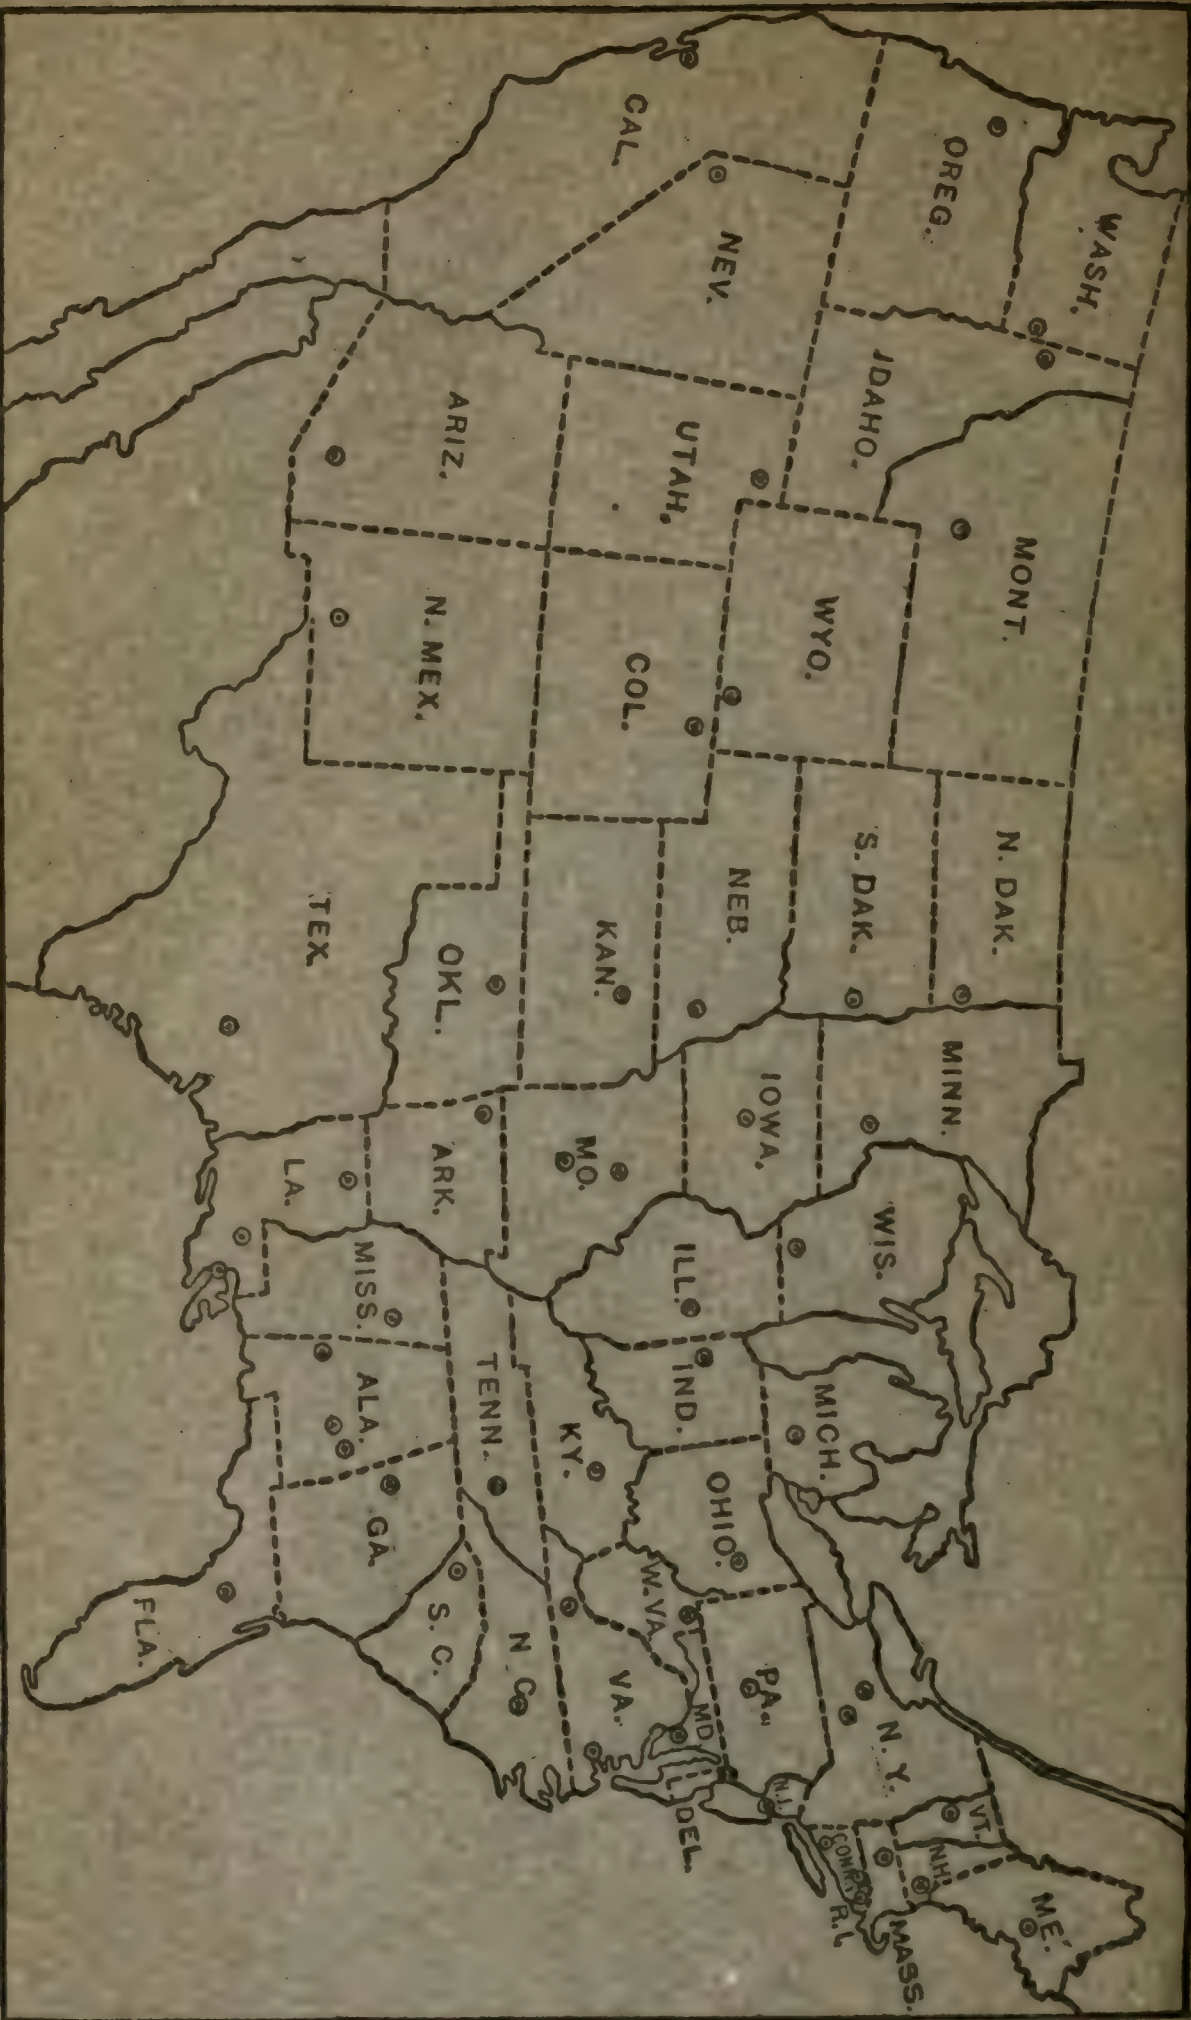 WASH.
OREG.
CAL.
NEV.
IDAHO.
MONT.
WYO.
UTAH.
ARIZ.
COL.
N. MEX.
N. DAK.
S. DAK.
NEB.
KAN.
OKL.
TEX.
MINN.
IOWA.
MO.
ARK.
LA.
WIS.
ILL.
MISS.
MICH.
IND.
OHIO.
KY.
TENN.
ALA.
GA.
FLA.
S. C.
N. C.
VA.
W. VA.
MD.
DEL.
PA.
N.J.
N. Y.
CONN.
R.I.
MASS.
VT.
N.H.
ME.